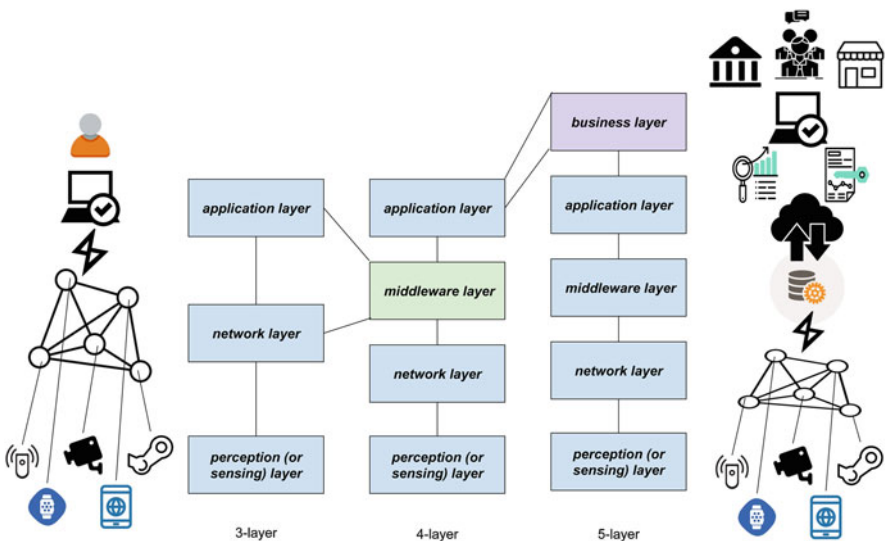 business layer
application layer
application layer
application layer
middleware layer
middleware layer
network layer
network layer
network layer
perception (or
sensing) layer
perception (or
sensing) layer
perception (or
sensing) layer
3-layer
4-layer
5-layer